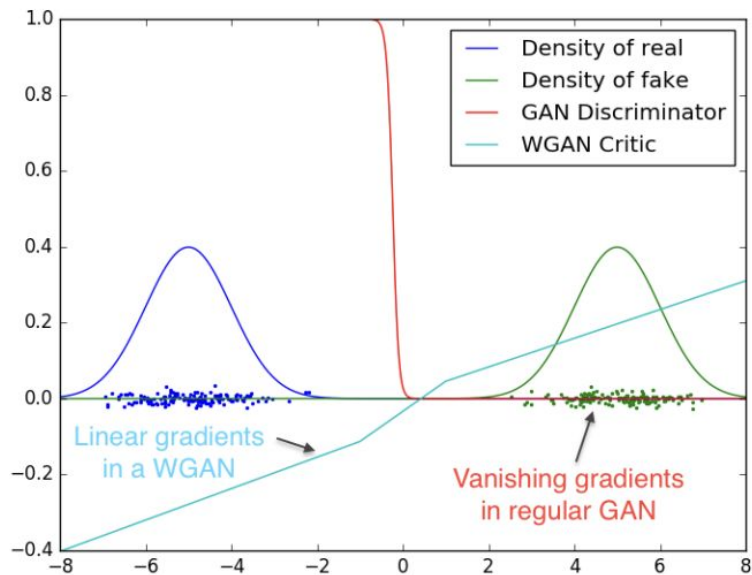 1.0
0.8
0.6
0.4
0.2
0.0
−0.2
−0.4
−8
−6
−4
−2
0
2
4
6
8
Density of real
Density of fake
GAN Discriminator
WGAN Critic
Linear gradients
in a WGAN
Vanishing gradients
in regular GAN